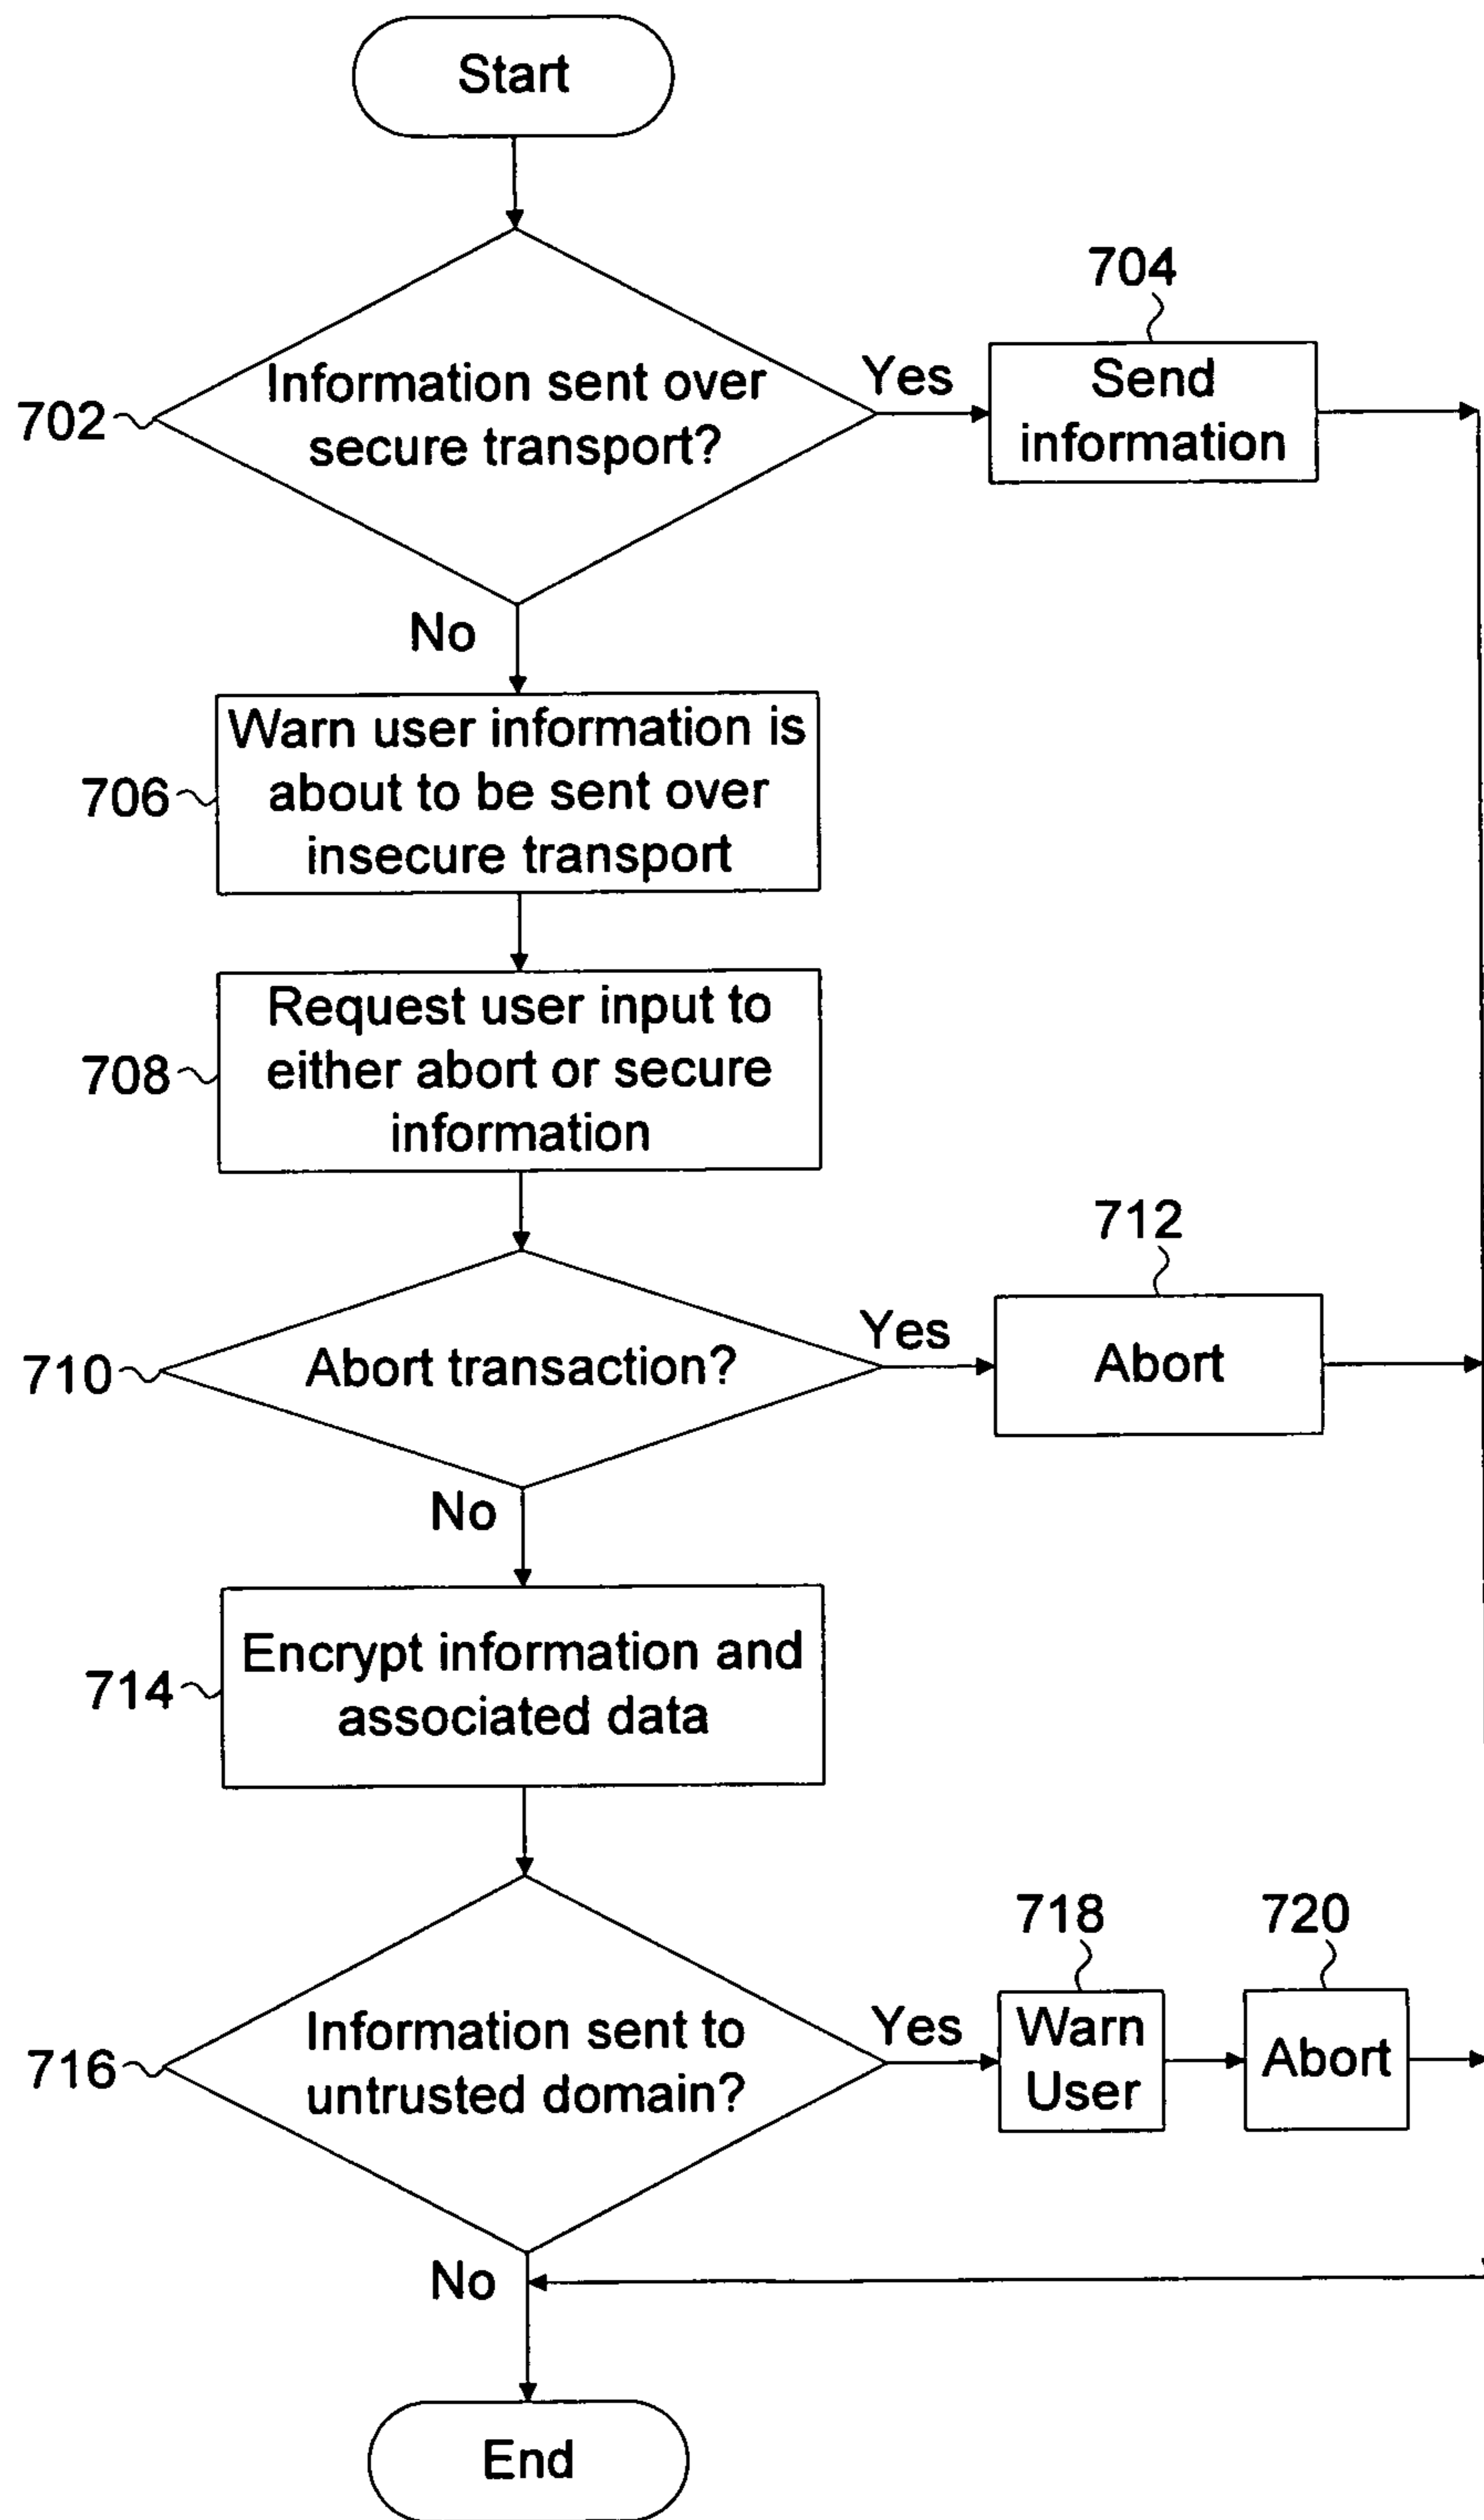 Start
704
Information sent over
secure transport?
Yes
Send
information
702
No
Warn user information is
about to be sent over
insecure transport
706
Request user input to
either abort or secure
information
708
712
Abort transaction?
Yes
Abort
710
No
Encrypt information and
associated data
714
718
720
Information sent to
untrusted domain?
Yes
Warn
User
Abort
716
No
End